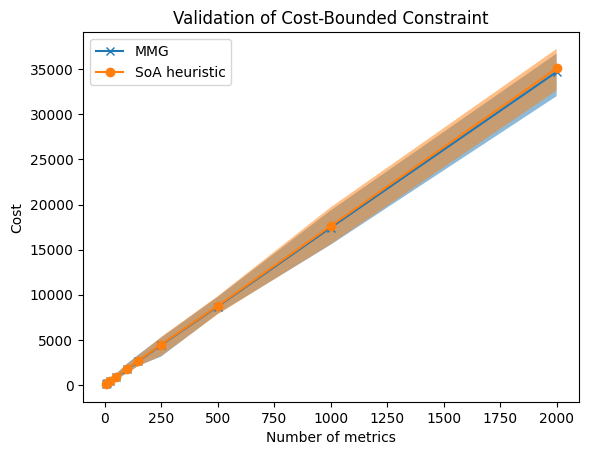 Validation of Cost-Bounded Constraint
MMG
SoA heuristic
35000
30000
25000
20000
15000
10000
5000
0
Cost
0 250 500 750 1000 1250 1500 1750 2000
Number of metrics